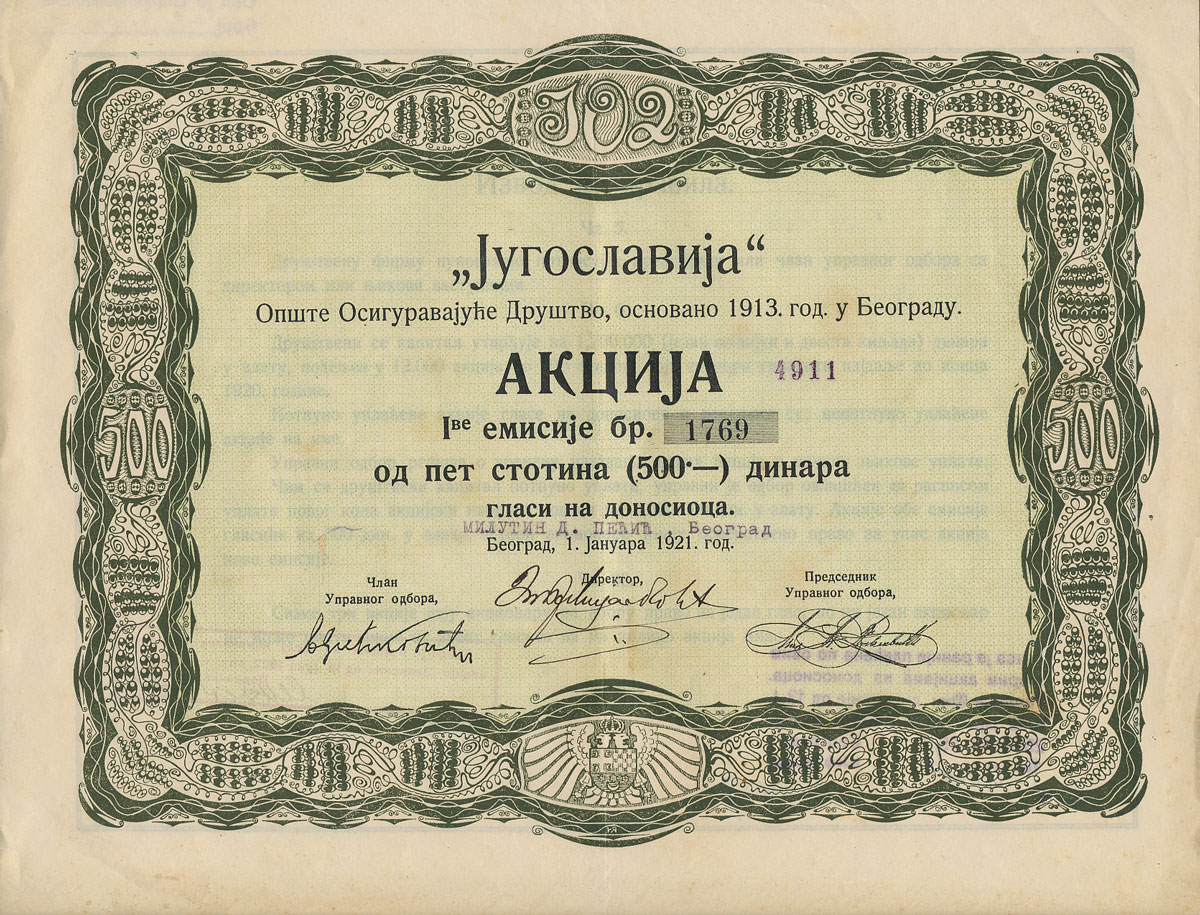 ЈО2
„Југославија“
Опште Осигуравајуће Друштво, основано 1913. год. у Београду.
АКЦИЈА 4911
Iве емисије бр. 1769
500
500
од пет стотина (500·—) динара
гласи на доносиоца.
МИЛУТИН Д. ПЕЋИЋ , Београд
Београд, 1. Јануара 1921. год.
Члан
Управног одбора,
Директор,
Председник
Управног одбора,